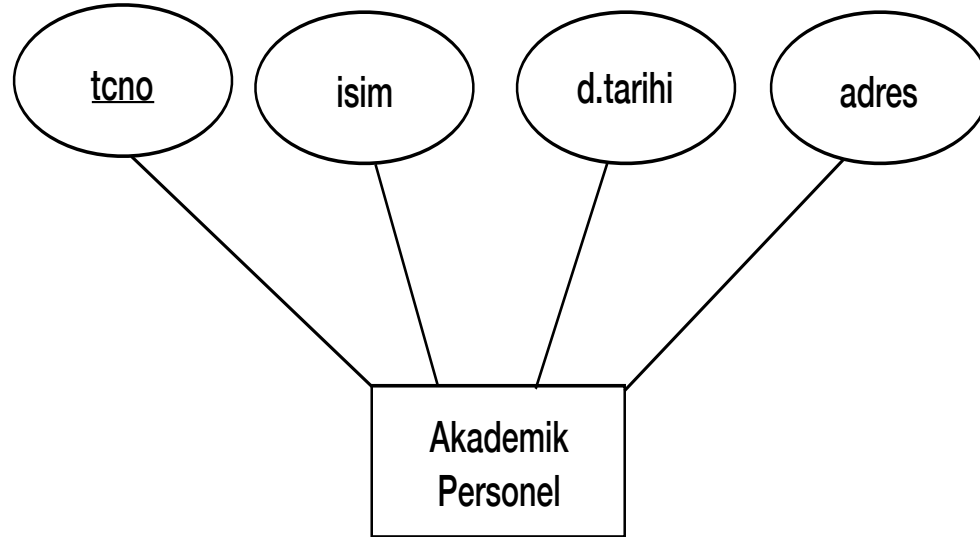 tcno
isim
d.tarihi
adres
Akademik
Personel